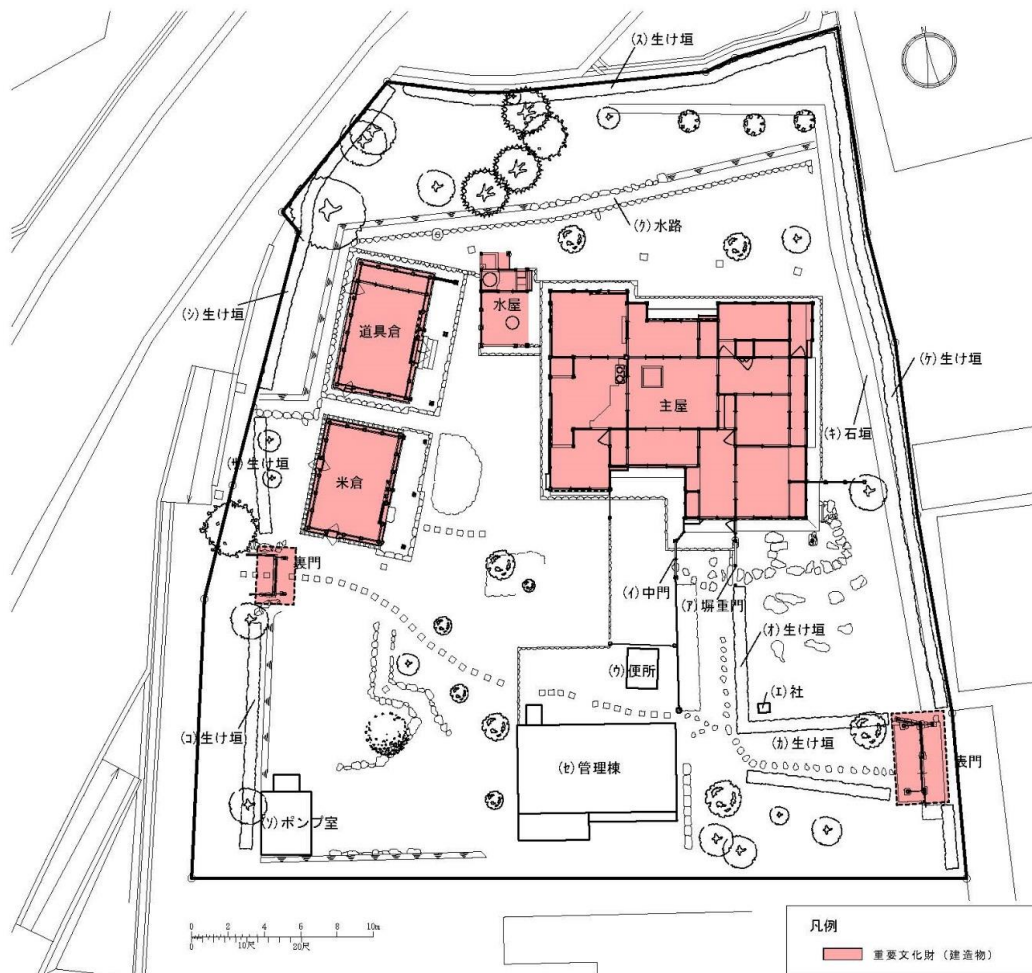 (ス)生け垣
(ク)水路
水屋
道具倉
(シ)生け垣
(ケ)生け垣
主屋
(キ)石垣
(サ)生け垣
米倉
裏門
(イ)中門
(ア)塀重門
(オ)生け垣
(ウ)便所
(エ)社
(コ)生け垣
(カ)生け垣
表門
(セ)管理棟
(ソ)ポンプ室
0 2 4 6 8 10m
0 10尺 20尺
凡例
重要文化財(建造物)